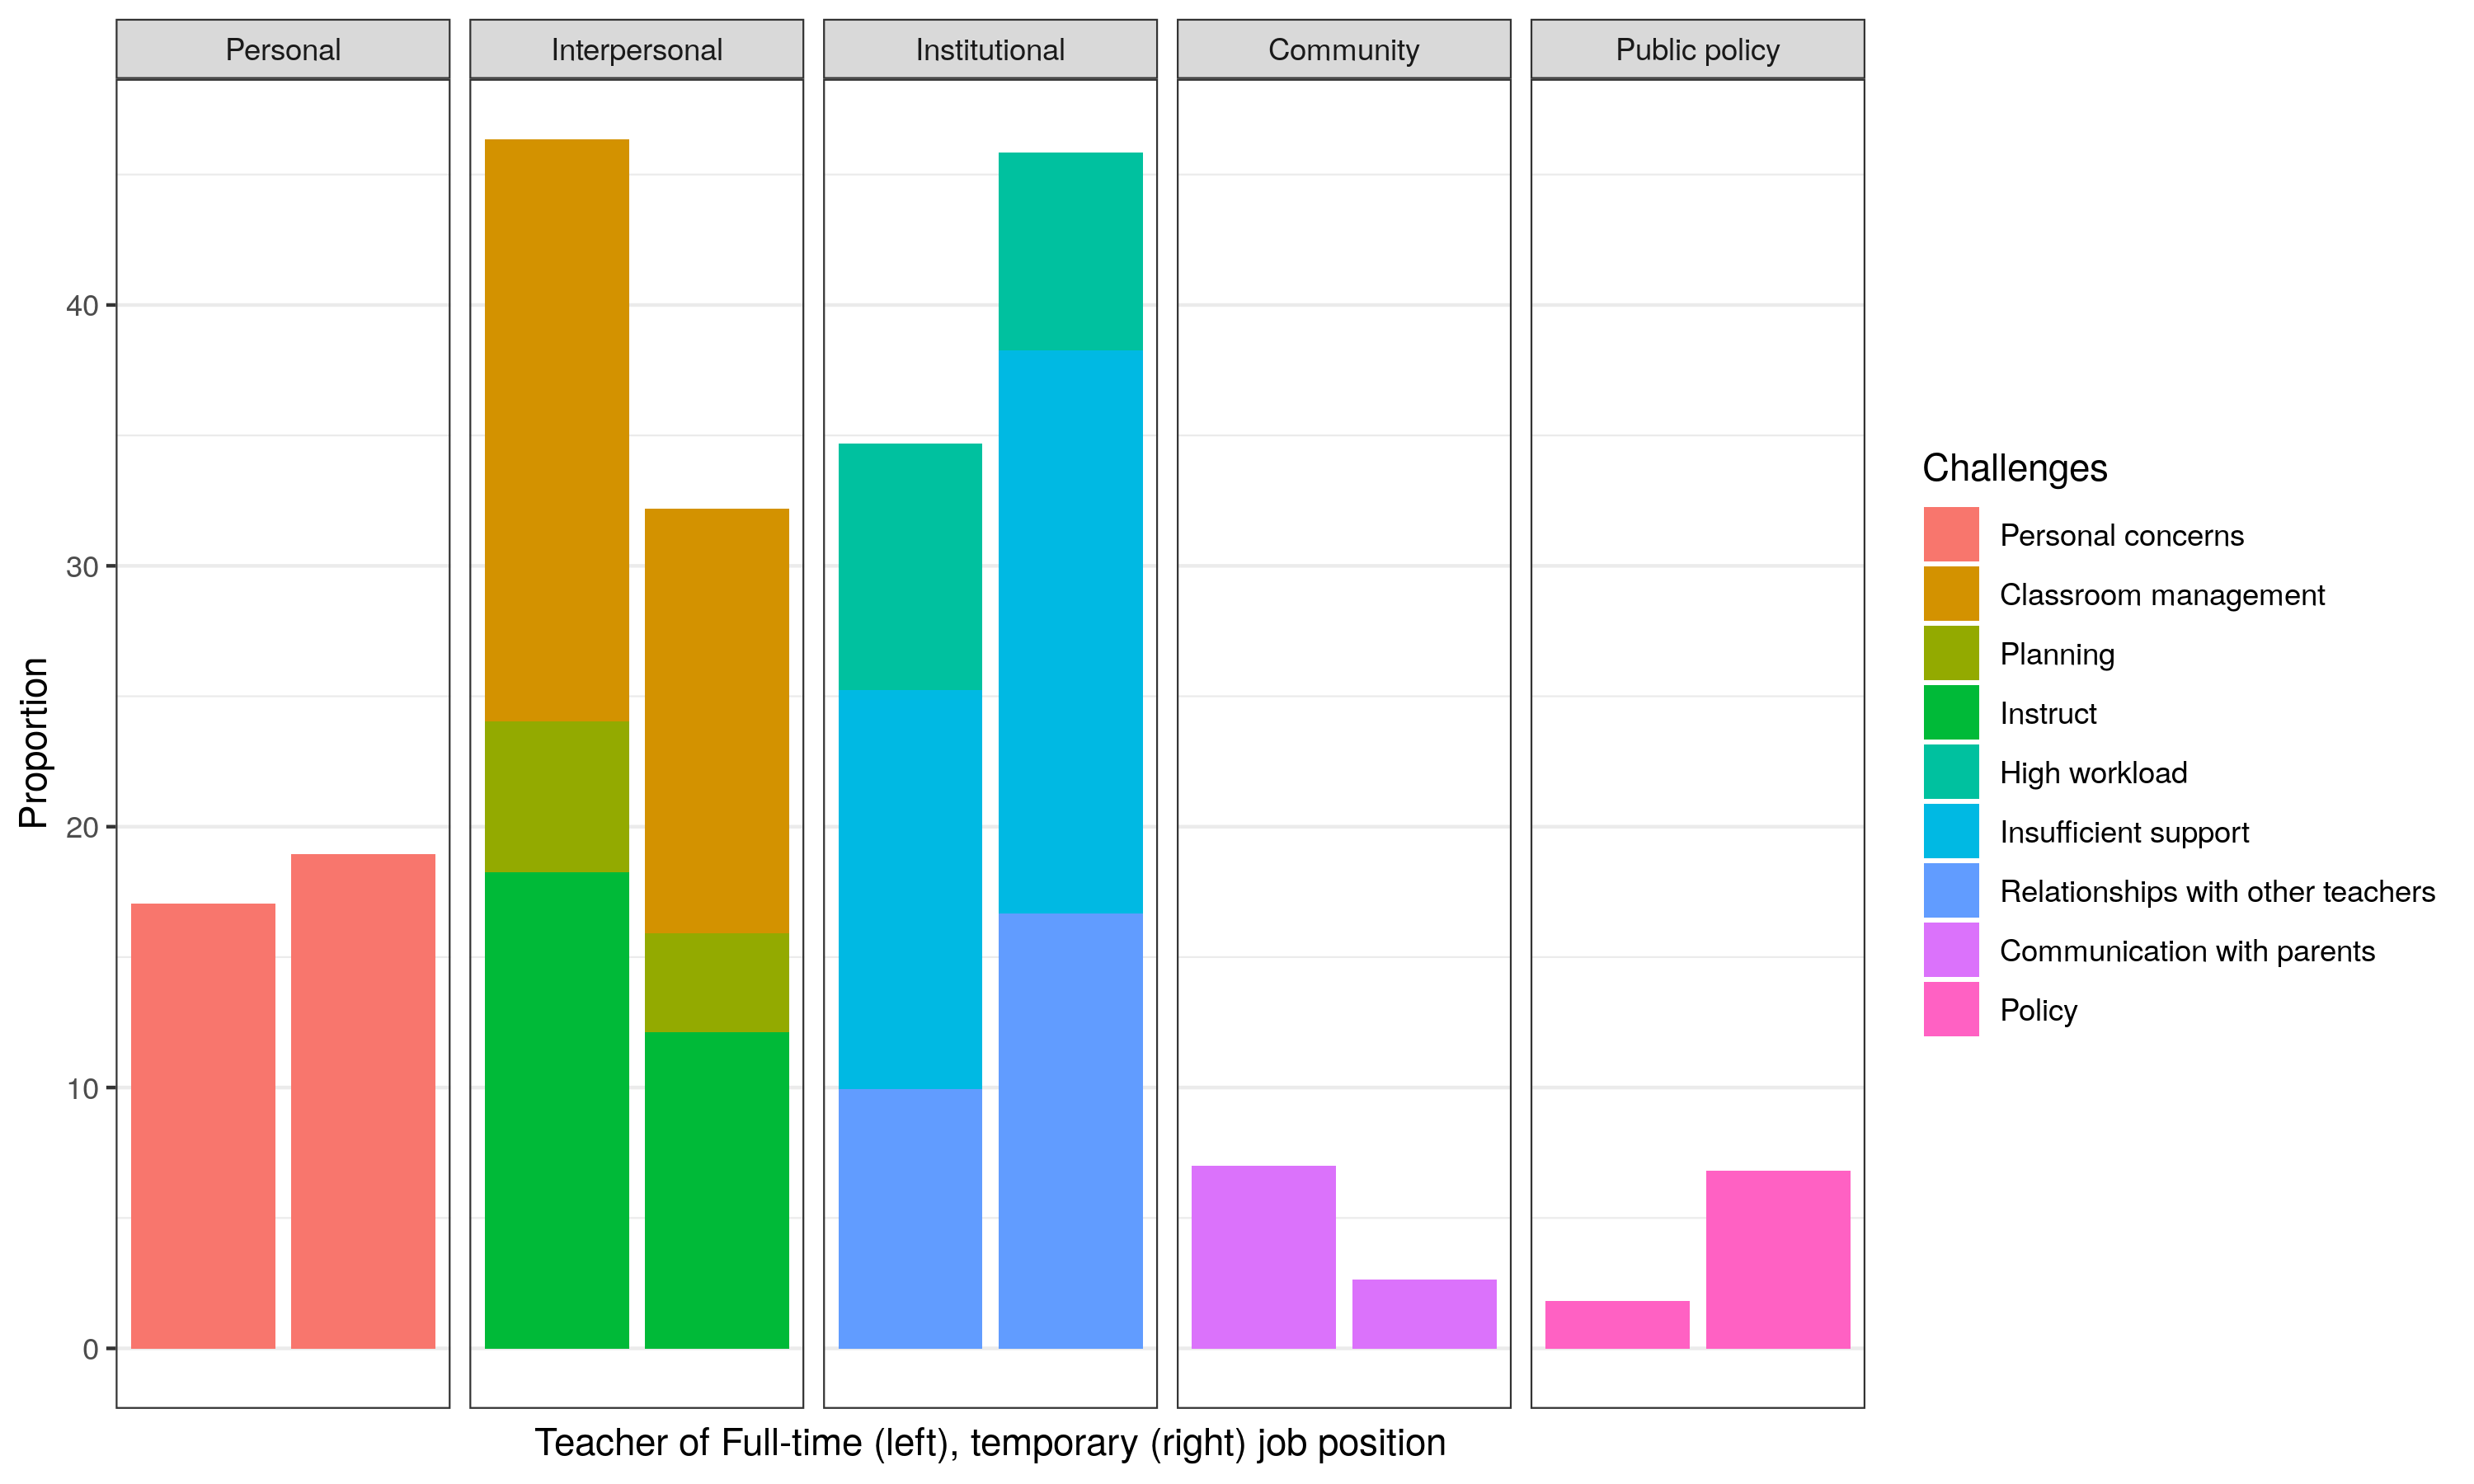 Personal
Interpersonal
Institutional
Community
Public policy
Proportion
40
30
20
10
0
Teacher of Full-time (left), temporary (right) job position
Challenges
Personal concerns
Classroom management
Planning
Instruct
High workload
Insufficient support
Relationships with other teachers
Communication with parents
Policy